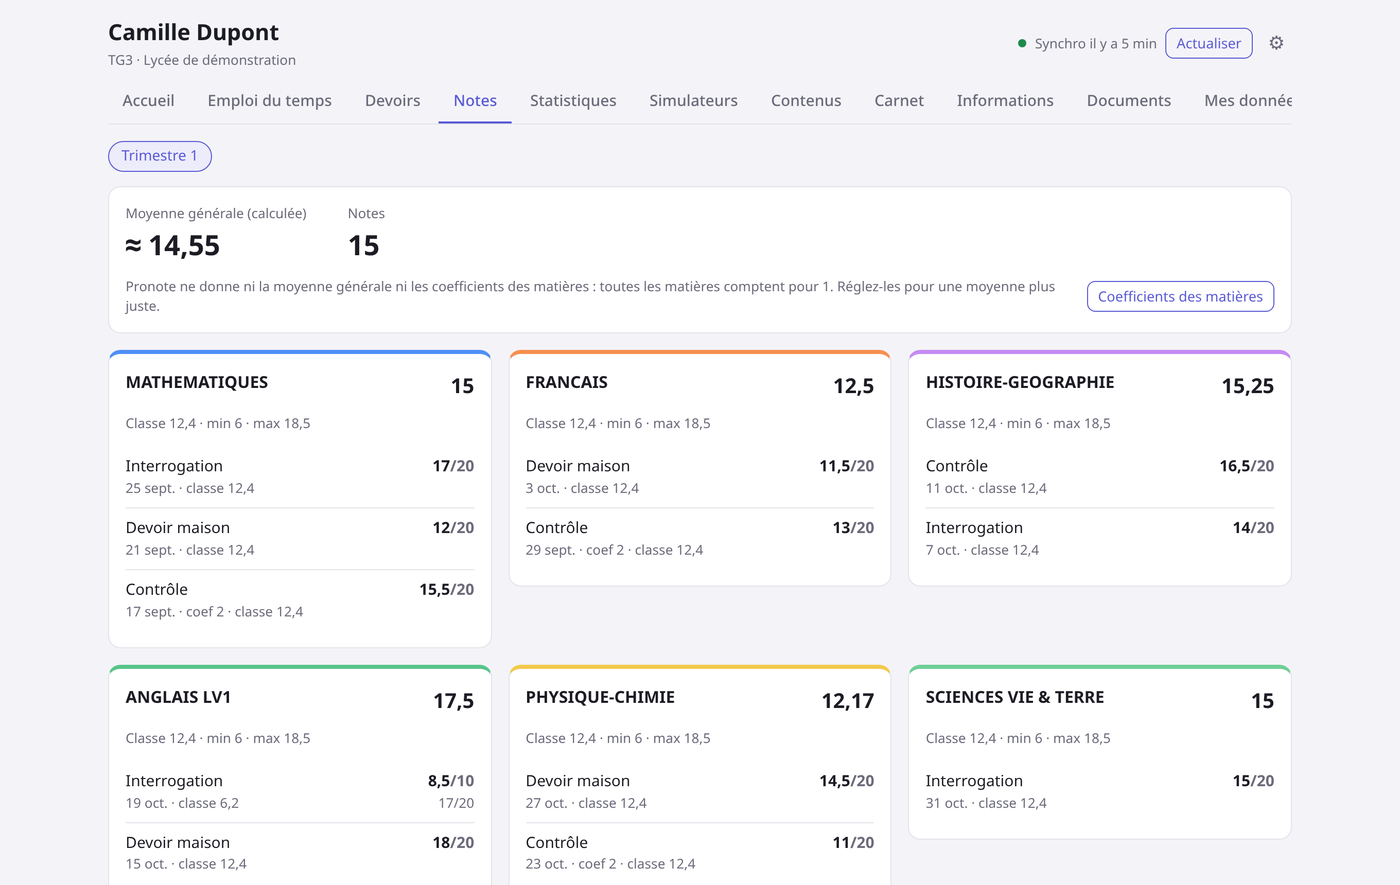 Camille Dupont
TG3 · Lycée de démonstration
Synchro il y a 5 min
Actualiser
Accueil
Emploi du temps
Devoirs
Notes
Statistiques
Simulateurs
Contenus
Carnet
Informations
Documents
Mes donnée
Trimestre 1
Moyenne générale (calculée)
≈ 14,55
Notes
15
Pronote ne donne ni la moyenne générale ni les coefficients des matières : toutes les matières comptent pour 1. Réglez-les pour une moyenne plus
juste.
Coefficients des matières
MATHEMATIQUES
15
Classe 12,4 · min 6 · max 18,5
Interrogation
17/20
25 sept. · classe 12,4
Devoir maison
12/20
21 sept. · classe 12,4
Contrôle
15,5/20
17 sept. · coef 2 · classe 12,4
FRANCAIS
12,5
Classe 12,4 · min 6 · max 18,5
Devoir maison
11,5/20
3 oct. · classe 12,4
Contrôle
13/20
29 sept. · coef 2 · classe 12,4
HISTOIRE-GEOGRAPHIE
15,25
Classe 12,4 · min 6 · max 18,5
Contrôle
16,5/20
11 oct. · classe 12,4
Interrogation
14/20
7 oct. · classe 12,4
ANGLAIS LV1
17,5
Classe 12,4 · min 6 · max 18,5
Interrogation
8,5/10
19 oct. · classe 6,2
17/20
Devoir maison
18/20
15 oct. · classe 12,4
PHYSIQUE-CHIMIE
12,17
Classe 12,4 · min 6 · max 18,5
Devoir maison
14,5/20
27 oct. · classe 12,4
Contrôle
11/20
23 oct. · coef 2 · classe 12,4
SCIENCES VIE & TERRE
15
Classe 12,4 · min 6 · max 18,5
Interrogation
15/20
31 oct. · classe 12,4